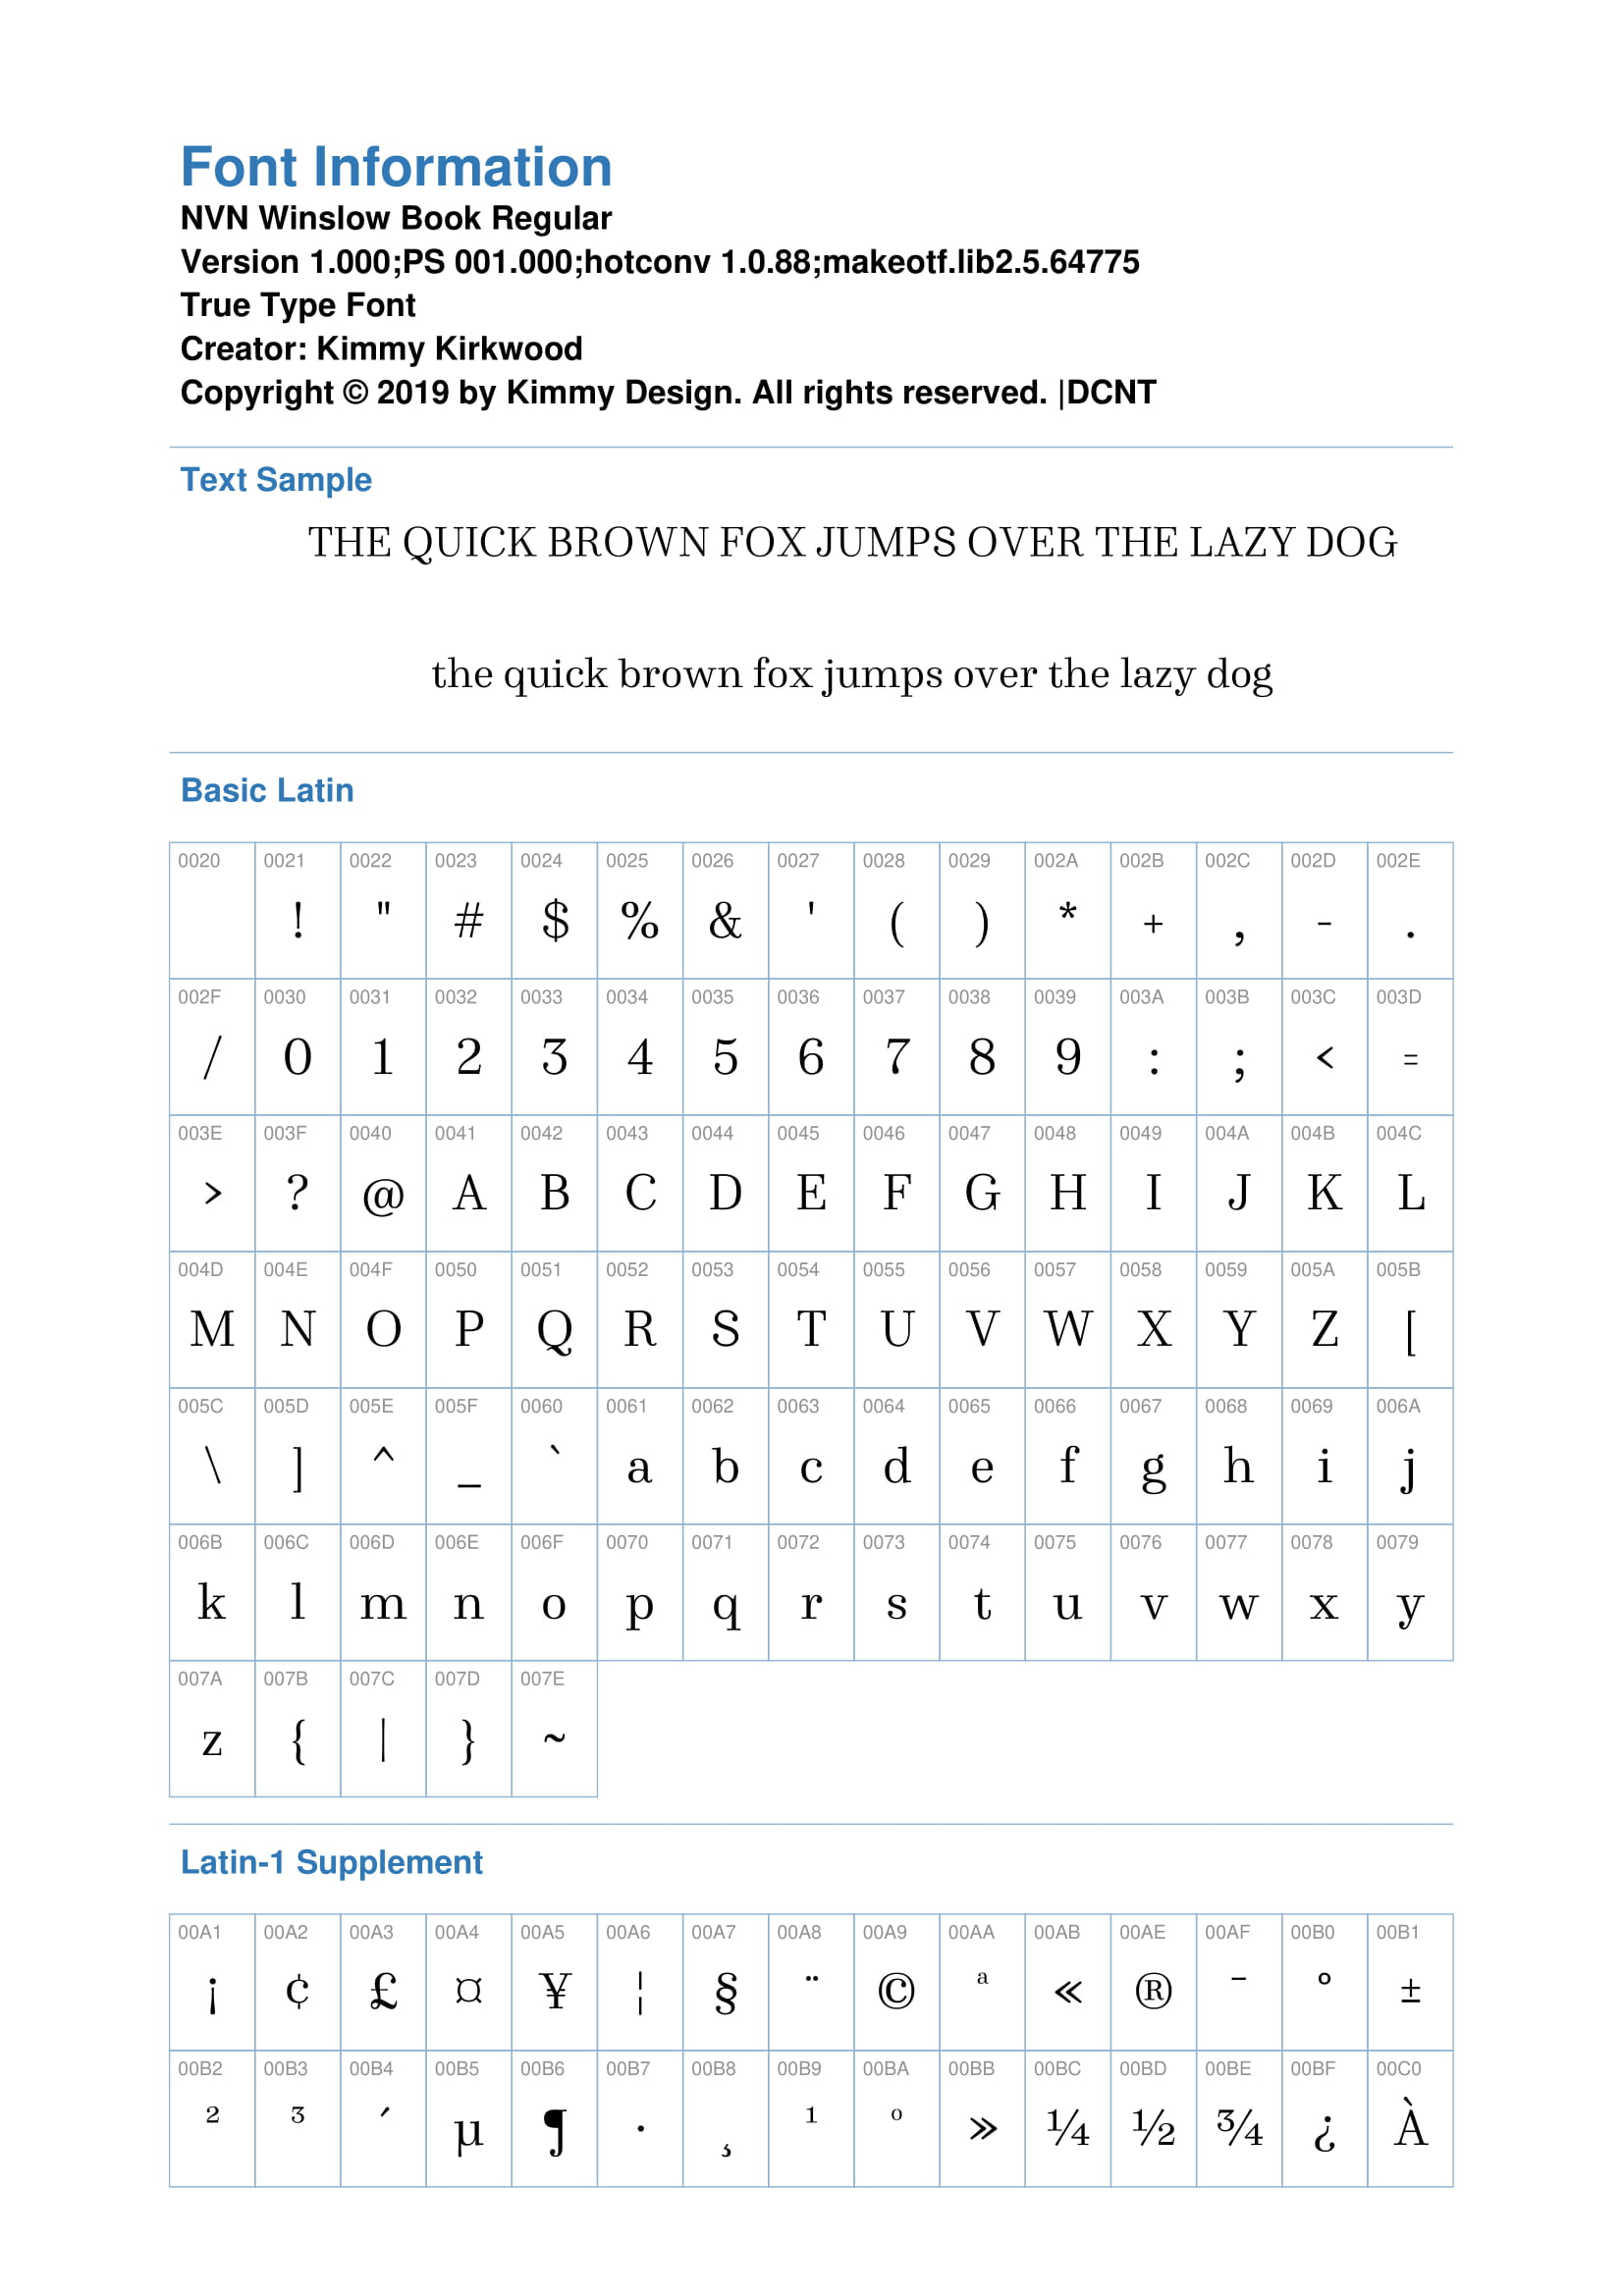 Font Information
NVN Winslow Book Regular
Version 1.000;PS 001.000;hotconv 1.0.88;makeotf.lib2.5.64775
True Type Font
Creator: Kimmy Kirkwood
Copyright © 2019 by Kimmy Design. All rights reserved. |DCNT
Text Sample
THE QUICK BROWN FOX JUMPS OVER THE LAZY DOG
the quick brown fox jumps over the lazy dog
Basic Latin
0020 0021 0022 0023 0024 0025 0026 0027 0028 0029 002A 002B 002C 002D 002E
! " # $ % & ' ( ) * + , - .
002F 0030 0031 0032 0033 0034 0035 0036 0037 0038 0039 003A 003B 003C 003D
/ 0 1 2 3 4 5 6 7 8 9 : ; < =
003E 003F 0040 0041 0042 0043 0044 0045 0046 0047 0048 0049 004A 004B 004C
> ? @ A B C D E F G H I J K L
004D 004E 004F 0050 0051 0052 0053 0054 0055 0056 0057 0058 0059 005A 005B
M N O P Q R S T U V W X Y Z [
005C 005D 005E 005F 0060 0061 0062 0063 0064 0065 0066 0067 0068 0069 006A
\ ] ^ _ ` a b c d e f g h i j
006B 006C 006D 006E 006F 0070 0071 0072 0073 0074 0075 0076 0077 0078 0079
k l m n o p q r s t u v w x y
007A 007B 007C 007D 007E
z { | } ~
Latin-1 Supplement
00A1 00A2 00A3 00A4 00A5 00A6 00A7 00A8 00A9 00AA 00AB 00AE 00AF 00B0 00B1
¡ ¢ £ ¤ ¥ ¦ § ¨ © ª « ® ¯ ° ±
00B2 00B3 00B4 00B5 00B6 00B7 00B8 00B9 00BA 00BB 00BC 00BD 00BE 00BF 00C0
² ³ ´ µ ¶ · ¸ ¹ º » ¼ ½ ¾ ¿ À